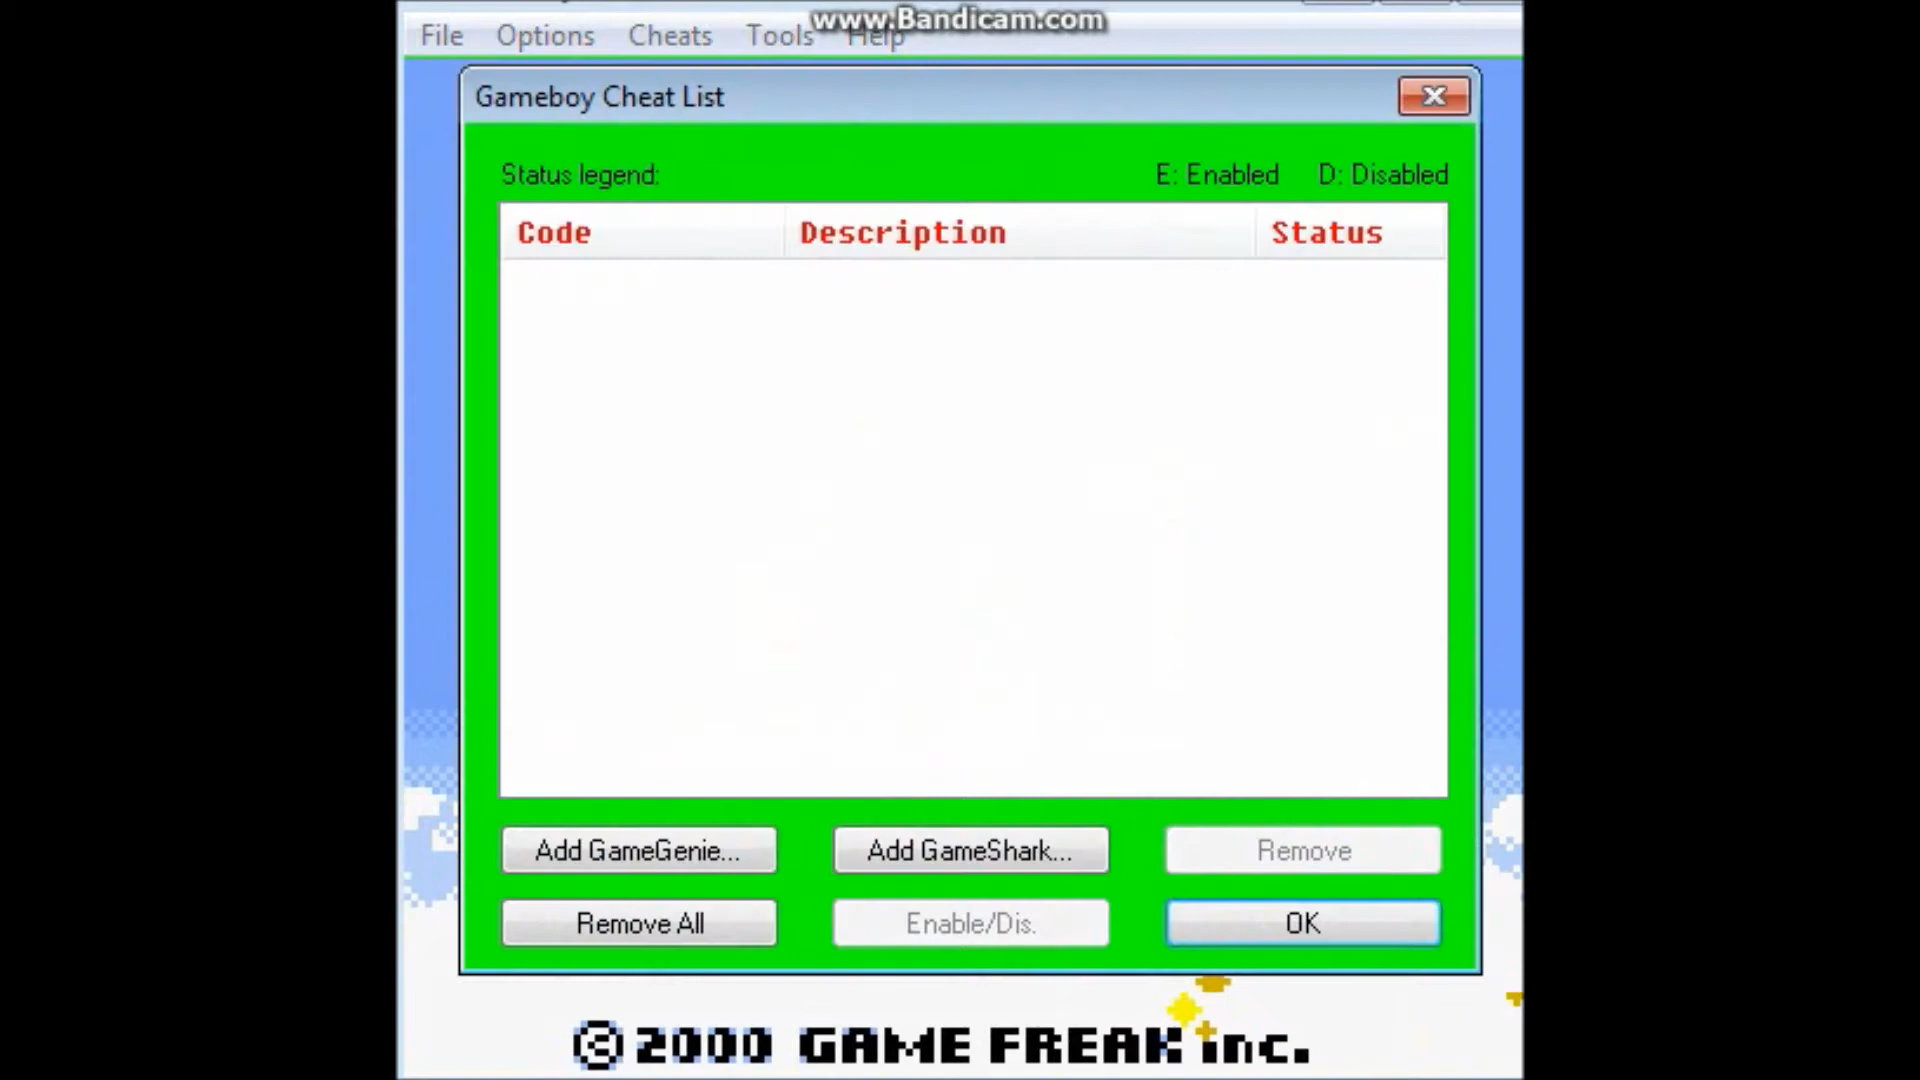 www.Bandicam.com
File Options Cheats Tools Help
Gameboy Cheat List
Status legend: E: Enabled D: Disabled
Code Description Status
Add GameGenie... Add GameShark... Remove
Remove All Enable/Dis. OK
©2000 GAME FREAK inc.